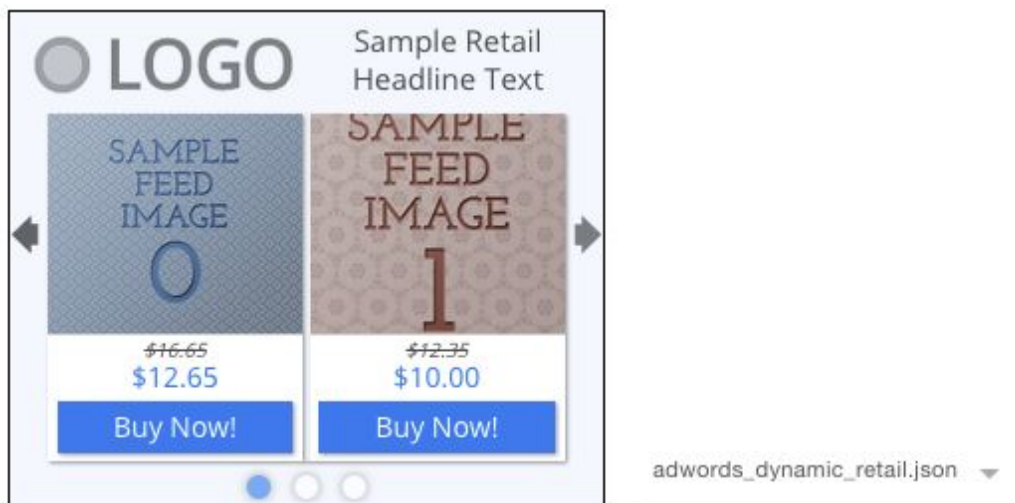 LOGO
Sample Retail
Headline Text
SAMPLE
FEED
IMAGE
0
SAMPLE
FEED
IMAGE
1
$16.65
$12.65
Buy Now!
$12.35
$10.00
Buy Now!
adwords_dynamic_retail.json